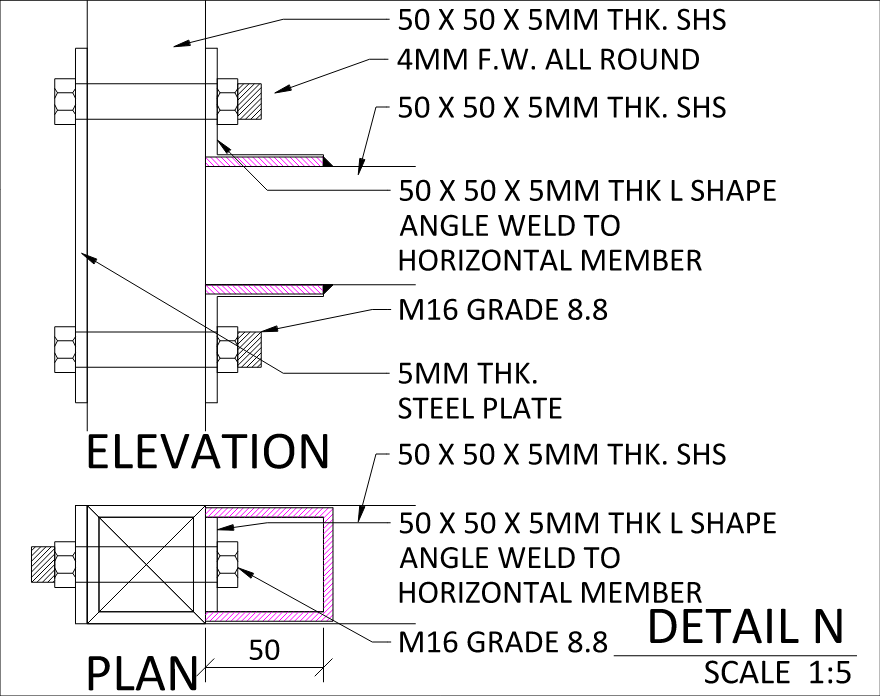 50 X 50 X 5MM THK. SHS
4MM F.W. ALL ROUND
50 X 50 X 5MM THK. SHS
50 X 50 X 5MM THK L SHAPE
ANGLE WELD TO
HORIZONTAL MEMBER
M16 GRADE 8.8
5MM THK.
STEEL PLATE
ELEVATION
50 X 50 X 5MM THK. SHS
50 X 50 X 5MM THK L SHAPE
ANGLE WELD TO
HORIZONTAL MEMBER
M16 GRADE 8.8
50
PLAN
DETAIL N
SCALE 1:5